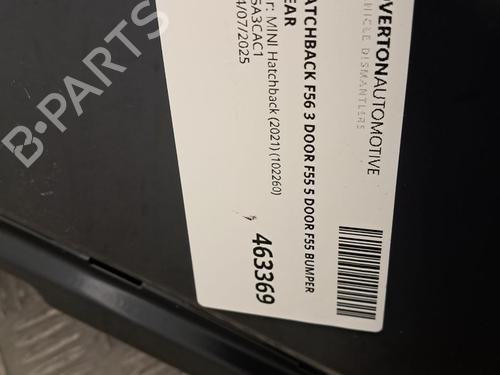 B-PARTS
VERTONAUTOMOTIVE
EHICLE DISMANTLERS
ATCHBACK F56 3 DOOR F55 5 DOOR F55 BUMPER
EAR
r: MINI Hatchback (2021) (102260)
5A3CAC1
4/07/2025
463369